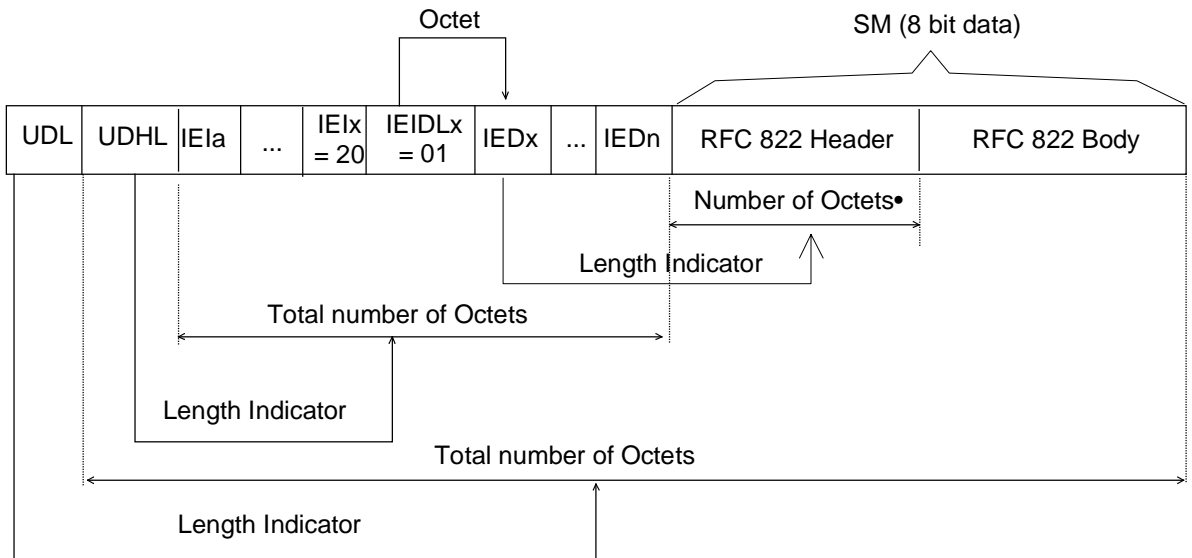 Octet
SM (8 bit data)
UDL UDHL IEIa ... IEIx = 20 IEIDLx = 01 IEDx ... IEDn RFC 822 Header RFC 822 Body
Number of Octets•
Length Indicator
Total number of Octets
Length Indicator
Total number of Octets
Length Indicator